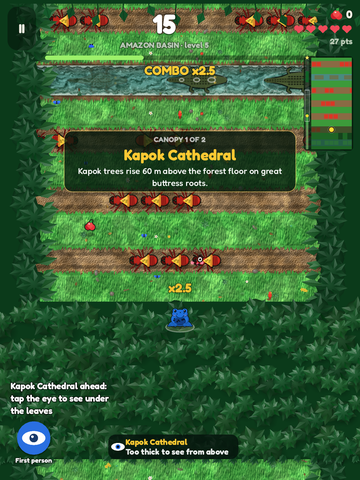 15
0
AMAZON BASIN · level 5
27 pts
COMBO x2.5
CANOPY 1 OF 2
Kapok Cathedral
Kapok trees rise 60 m above the forest floor on great
buttress roots.
x2.5
Kapok Cathedral ahead:
tap the eye to see under
the leaves
First person
Kapok Cathedral
Too thick to see from above